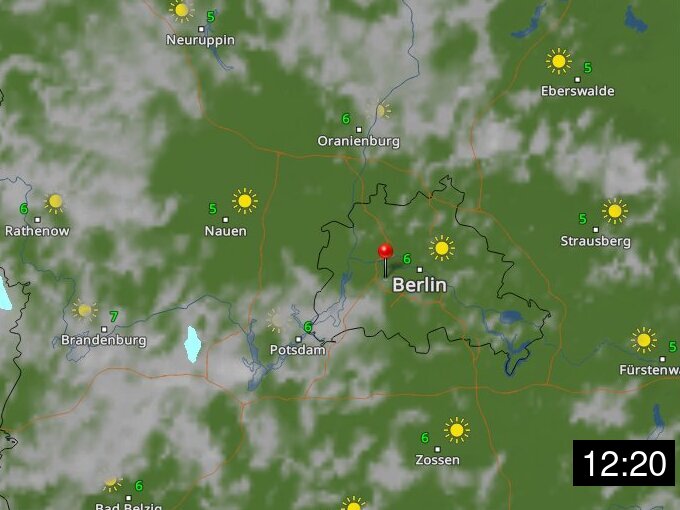 5
Neuruppin
5
Eberswalde
6
Oranienburg
6
Rathenow
5
Nauen
5
Strausberg
6
Berlin
7
Brandenburg
6
Potsdam
5
Fürstenwa
6
Zossen
12:20
6
Bad Belzig